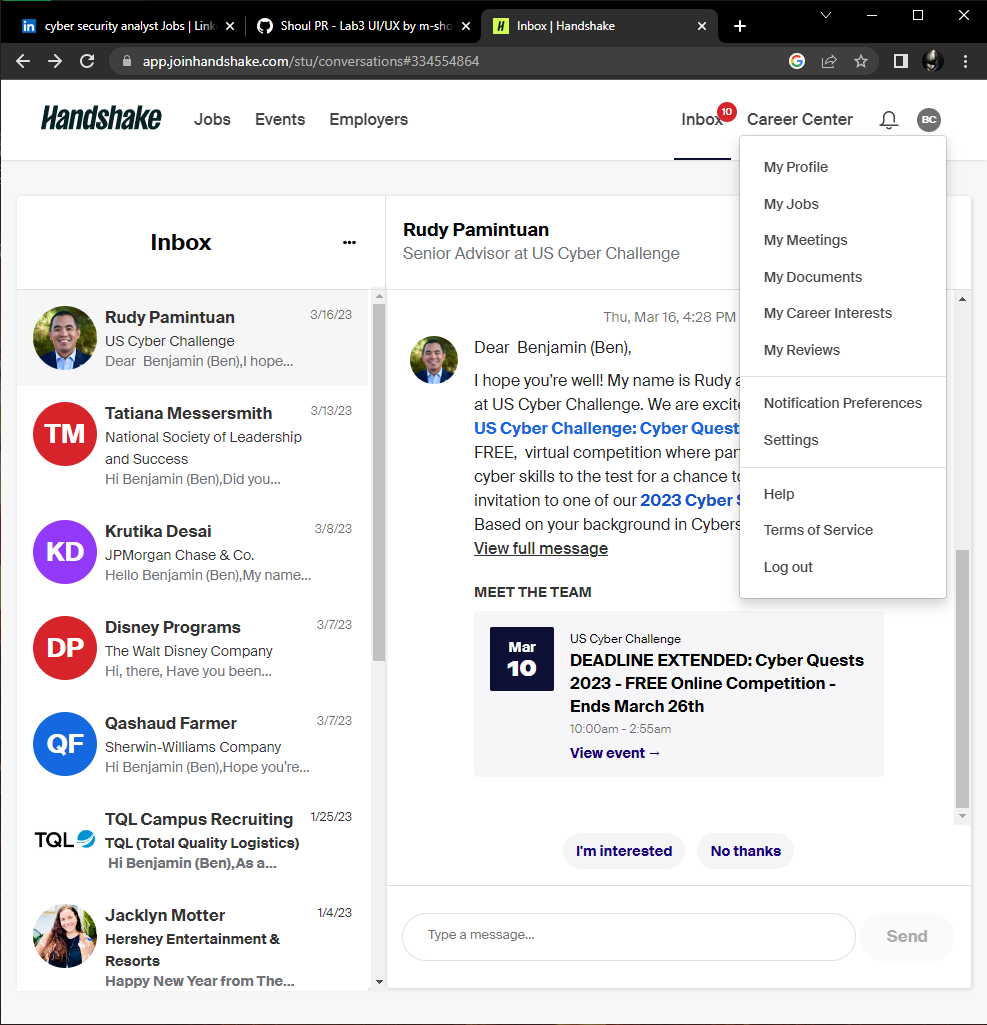 cyber security analyst Jobs | Link
Shoul PR - Lab3 UI/UX by m-sho
Inbox | Handshake
app.joinhandshake.com/stu/conversations#334554864
Handshake
Jobs
Events
Employers
Inbox
10
Career Center
BC
My Profile
My Jobs
My Meetings
My Documents
My Career Interests
My Reviews
Notification Preferences
Settings
Help
Terms of Service
Log out
Inbox
Rudy Pamintuan
3/16/23
US Cyber Challenge
Dear Benjamin (Ben),I hope...
TM
Tatiana Messersmith
3/13/23
National Society of Leadership
and Success
Hi Benjamin (Ben),Did you...
KD
Krutika Desai
3/8/23
JPMorgan Chase & Co.
Hello Benjamin (Ben),My name...
DP
Disney Programs
3/7/23
The Walt Disney Company
Hi, there, Have you been...
QF
Qashaud Farmer
3/7/23
Sherwin-Williams Company
Hi Benjamin (Ben),Hope you're...
TQL
TQL Campus Recruiting
1/25/23
TQL (Total Quality Logistics)
Hi Benjamin (Ben),As a...
Jacklyn Motter
1/4/23
Hershey Entertainment &
Resorts
Happy New Year from The...
Rudy Pamintuan
Senior Advisor at US Cyber Challenge
Thu, Mar 16, 4:28 PM
Dear Benjamin (Ben),
I hope you're well! My name is Rudy a
at US Cyber Challenge. We are excite
US Cyber Challenge: Cyber Quest
FREE, virtual competition where par
cyber skills to the test for a chance to
invitation to one of our 2023 Cyber S
Based on your background in Cybers
View full message
MEET THE TEAM
Mar
10
US Cyber Challenge
DEADLINE EXTENDED: Cyber Quests
2023 - FREE Online Competition -
Ends March 26th
10:00am - 2:55am
View event →
I'm interested
No thanks
Type a message...
Send